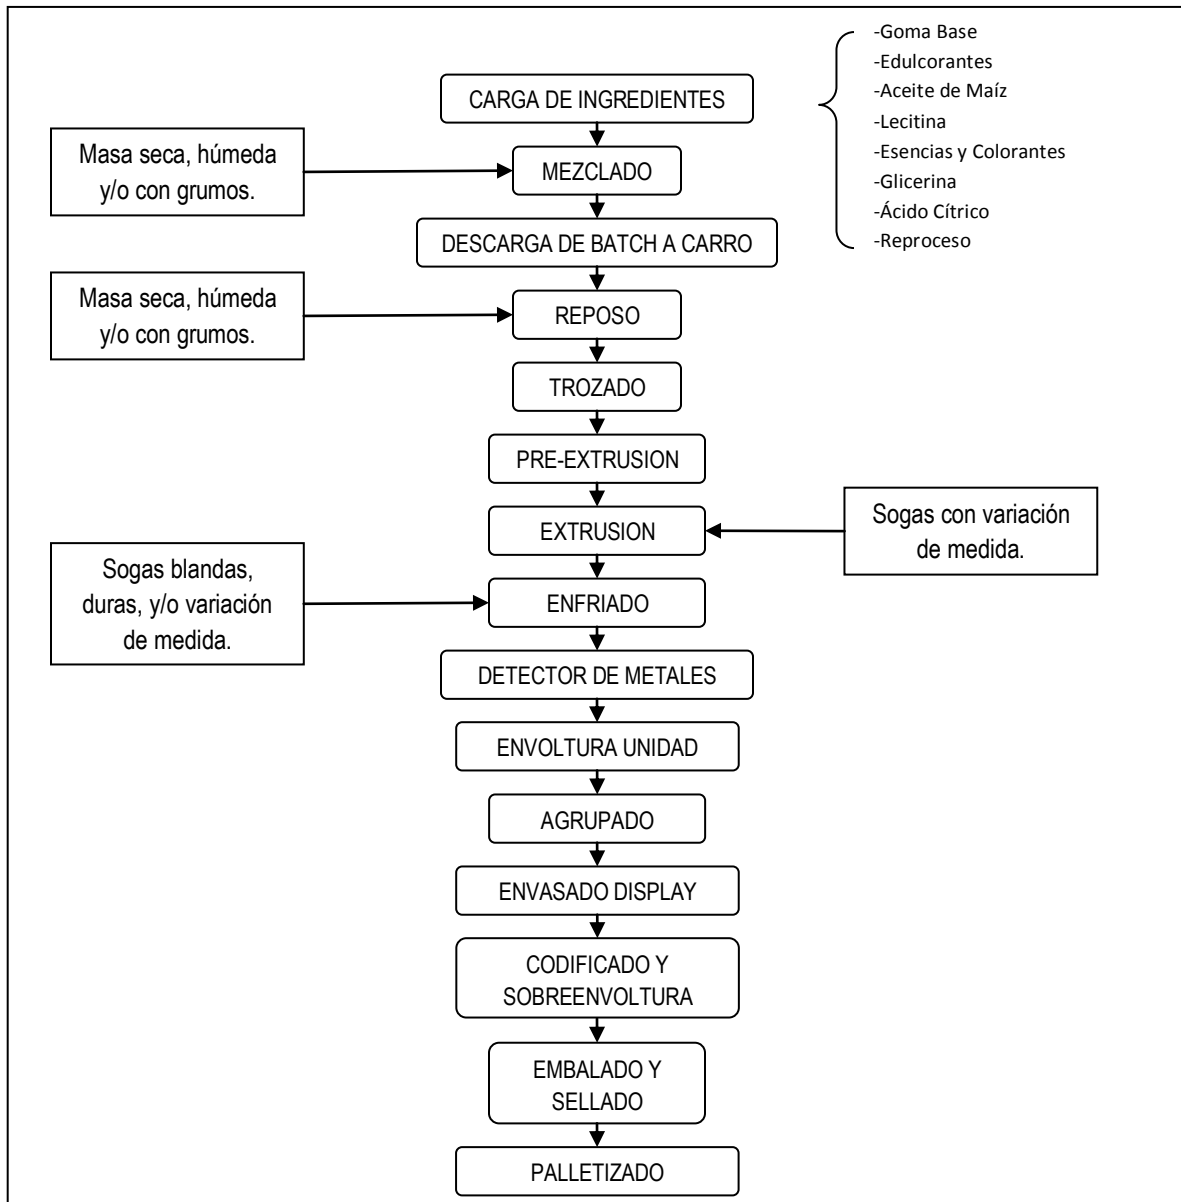 -Goma Base
-Edulcorantes
-Aceite de Maíz
-Lecitina
-Esencias y Colorantes
-Glicerina
-Ácido Cítrico
-Reproceso
CARGA DE INGREDIENTES
Masa seca, húmeda
y/o con grumos.
MEZCLADO
DESCARGA DE BATCH A CARRO
Masa seca, húmeda
y/o con grumos.
REPOSO
TROZADO
PRE-EXTRUSION
EXTRUSION
Sogas con variación
de medida.
Sogas blandas,
duras, y/o variación
de medida.
ENFRIADO
DETECTOR DE METALES
ENVOLTURA UNIDAD
AGRUPADO
ENVASADO DISPLAY
CODIFICADO Y
SOBREENVOLTURA
EMBALADO Y
SELLADO
PALLETIZADO